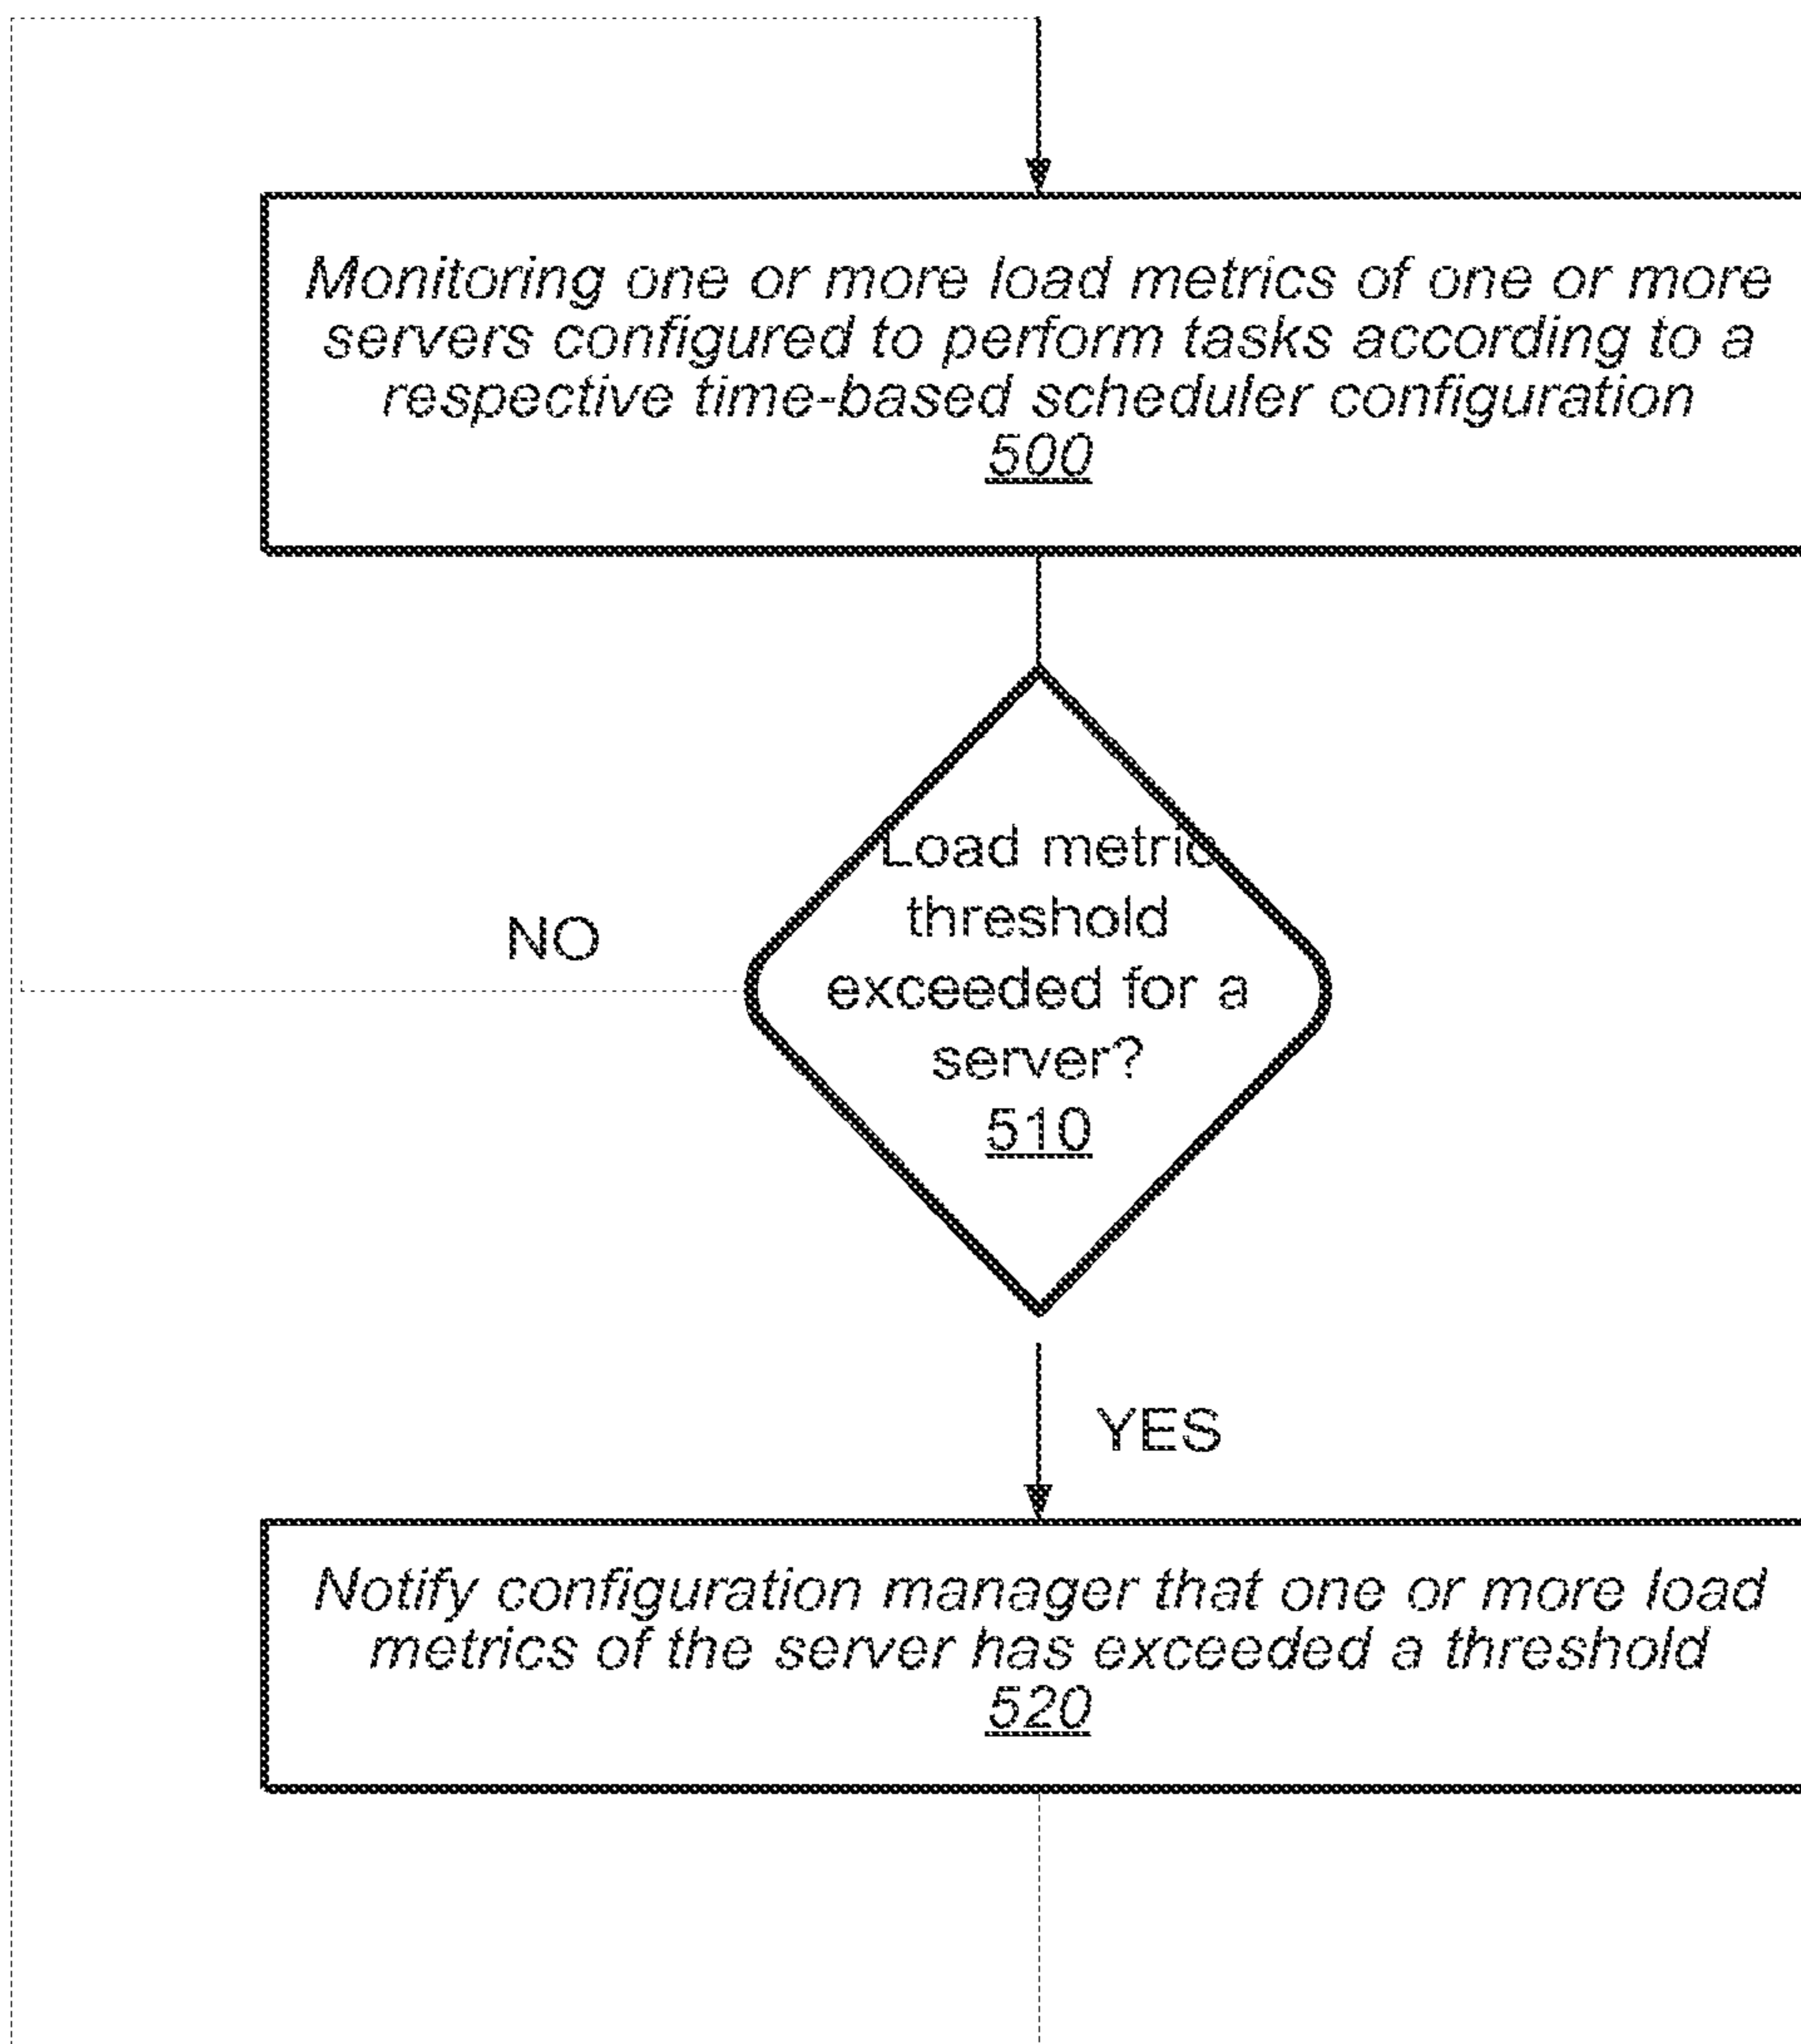 Monitoring one or more load metrics of one or more
servers configured to perform tasks according to a
respective time-based scheduler configuration
500
Load metric
threshold
exceeded for a
server?
510
NO
YES
Notify configuration manager that one or more load
metrics of the server has exceeded a threshold
520